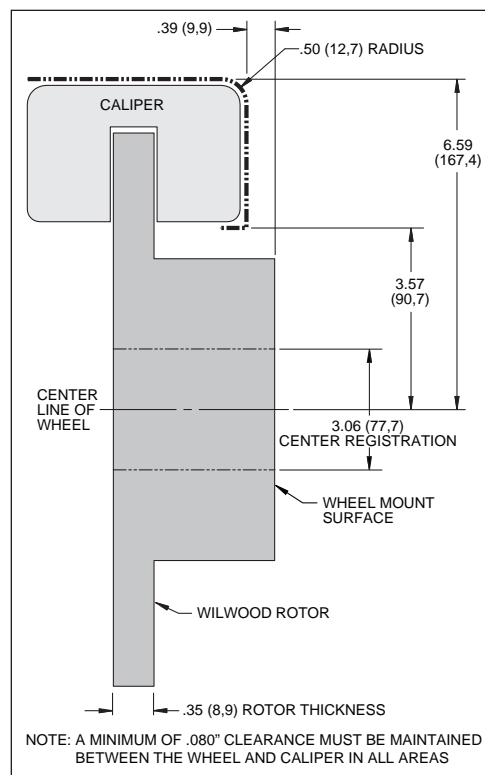 .39 (9,9)
.50 (12,7) RADIUS
CALIPER
6.59
(167,4)
3.57
(90,7)
CENTER
LINE OF
WHEEL
3.06 (77,7)
CENTER REGISTRATION
WHEEL MOUNT
SURFACE
WILWOOD ROTOR
.35 (8,9) ROTOR THICKNESS
NOTE: A MINIMUM OF .080" CLEARANCE MUST BE MAINTAINED
BETWEEN THE WHEEL AND CALIPER IN ALL AREAS